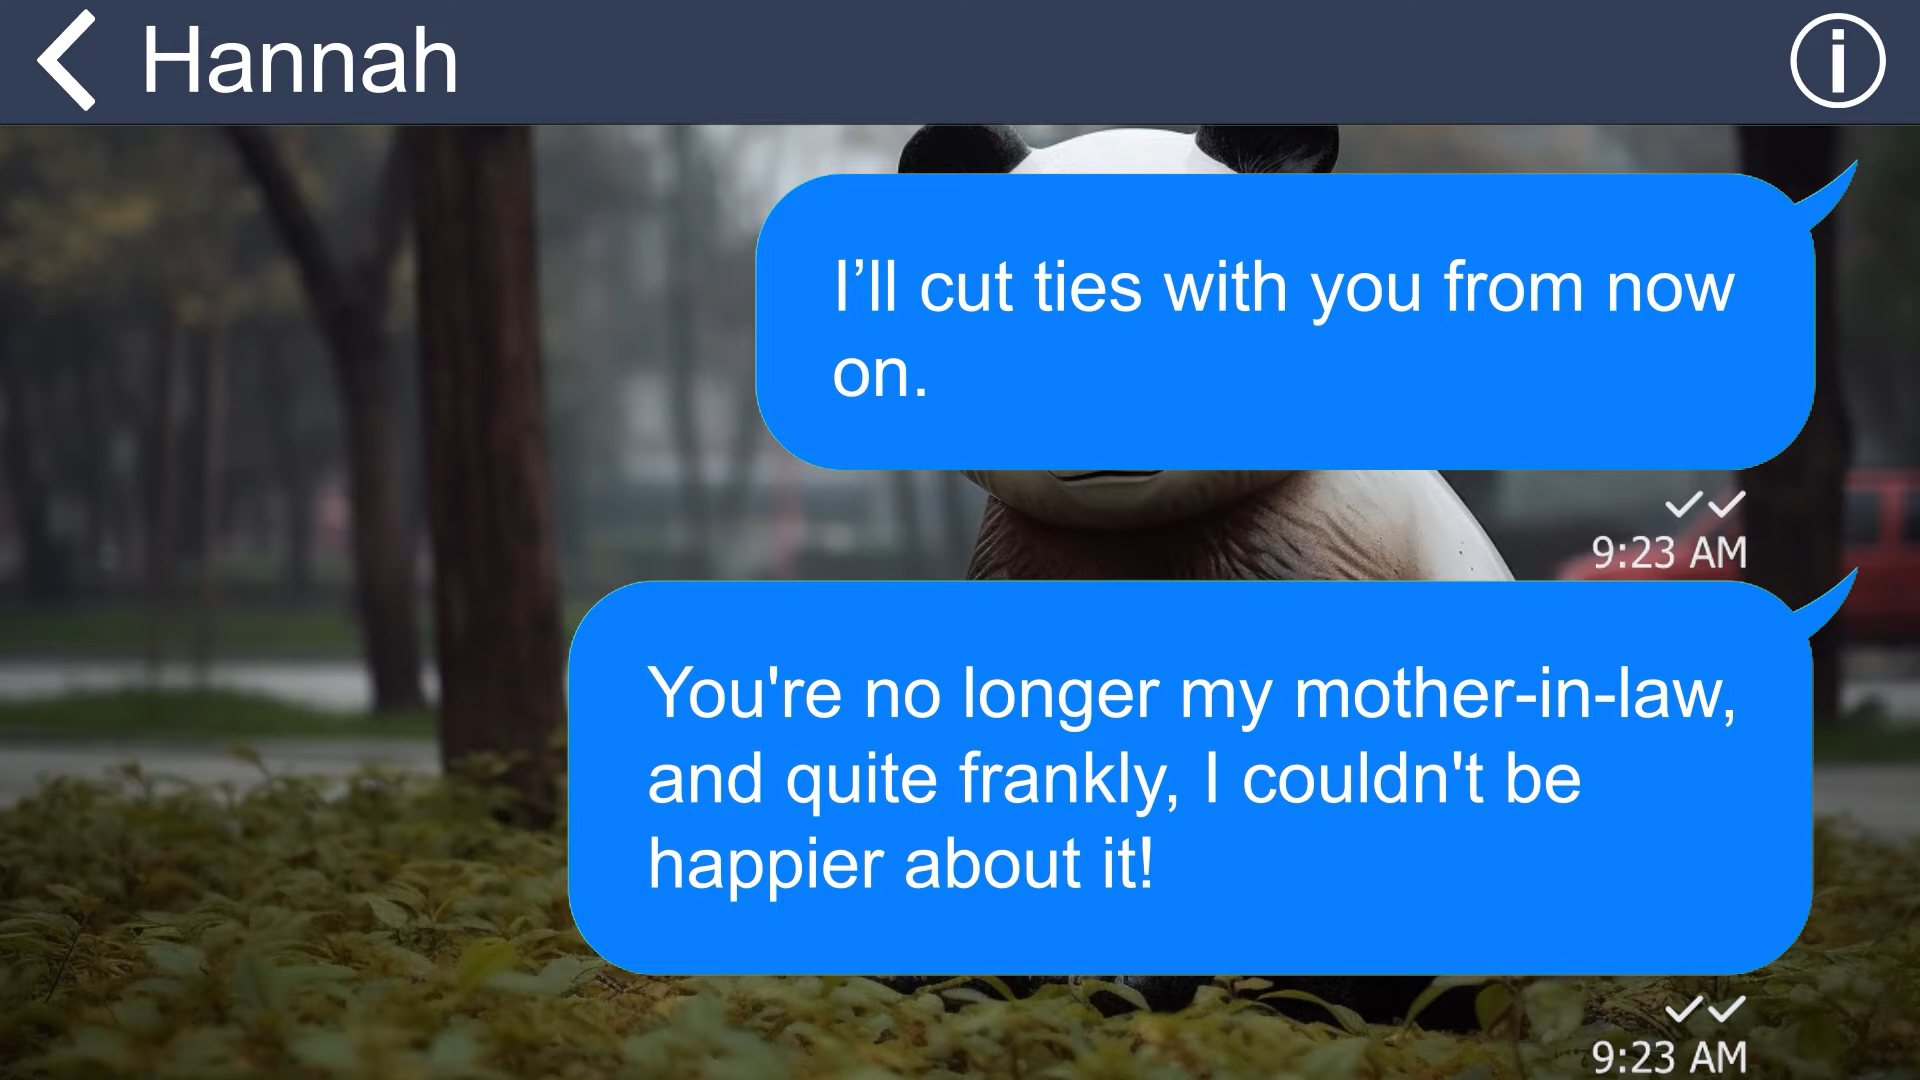 Hannah
I’ll cut ties with you from now
on.
9:23 AM
You're no longer my mother-in-law,
and quite frankly, I couldn't be
happier about it!
9:23 AM